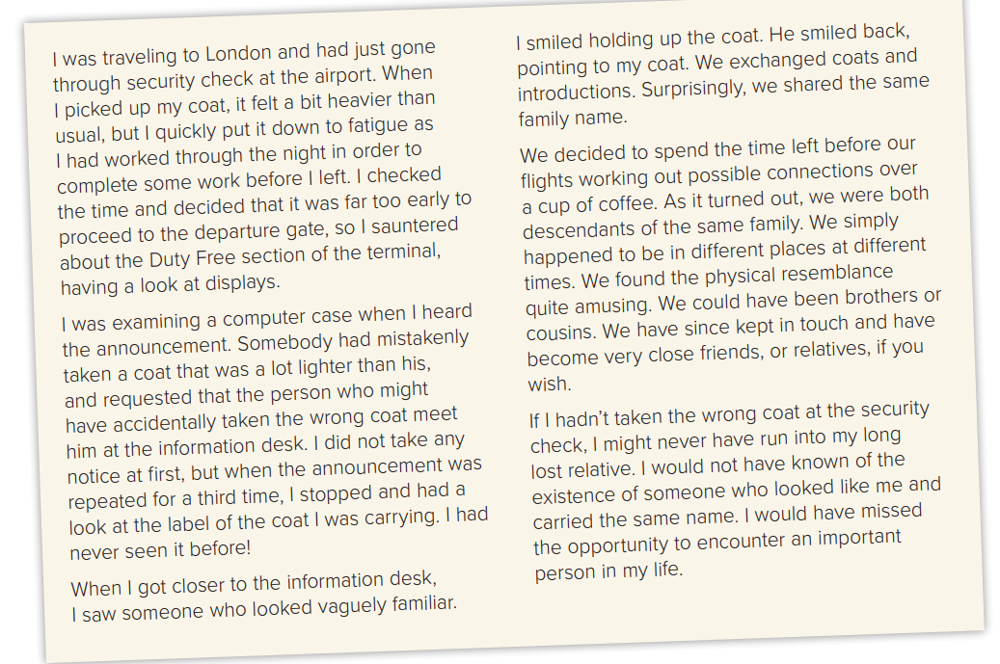 I was traveling to London and had just gone
through security check at the airport. When
I picked up my coat, it felt a bit heavier than
usual, but I quickly put it down to fatigue as
I had worked through the night in order to
complete some work before I left. I checked
the time and decided that it was far too early to
proceed to the departure gate, so I sauntered
about the Duty Free section of the terminal,
having a look at displays.
I was examining a computer case when I heard
the announcement. Somebody had mistakenly
taken a coat that was a lot lighter than his,
and requested that the person who might
have accidentally taken the wrong coat meet
him at the information desk. I did not take any
notice at first, but when the announcement was
repeated for a third time, I stopped and had a
look at the label of the coat I was carrying. I had
never seen it before!
When I got closer to the information desk,
I saw someone who looked vaguely familiar.
I smiled holding up the coat. He smiled back,
pointing to my coat. We exchanged coats and
introductions. Surprisingly, we shared the same
family name.
We decided to spend the time left before our
flights working out possible connections over
a cup of coffee. As it turned out, we were both
descendants of the same family. We simply
happened to be in different places at different
times. We found the physical resemblance
quite amusing. We could have been brothers or
cousins. We have since kept in touch and have
become very close friends, or relatives, if you
wish.
If I hadn’t taken the wrong coat at the security
check, I might never have run into my long
lost relative. I would not have known of the
existence of someone who looked like me and
carried the same name. I would have missed
the opportunity to encounter an important
person in my life.